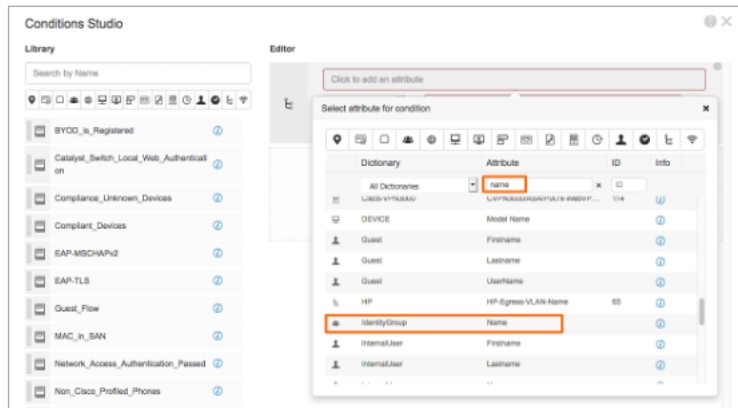 Conditions Studio
Library
Editor
Search by Name
Click to add an attribute
Select attribute for condition
BYOD_Is_Registered
Catalyst_Switch_Local_Web_Authenticati
on
Compliance_Unknown_Devices
Compliant_Devices
EAP-MSCHAPv2
EAP-TLS
Guest_Flow
MAC_in_SAN
Network_Access_Authentication_Passed
Non_Cisco_Profiled_Phones
Dictionary Attribute ID Info
All Dictionaries name ID
Cisco-VPN3000 114
DEVICE Model Name
Guest Firstname
Guest Lastname
Guest UserName
HP HP-Egress-VLAN-Name 65
IdentityGroup Name
InternalUser Firstname
InternalUser Lastname